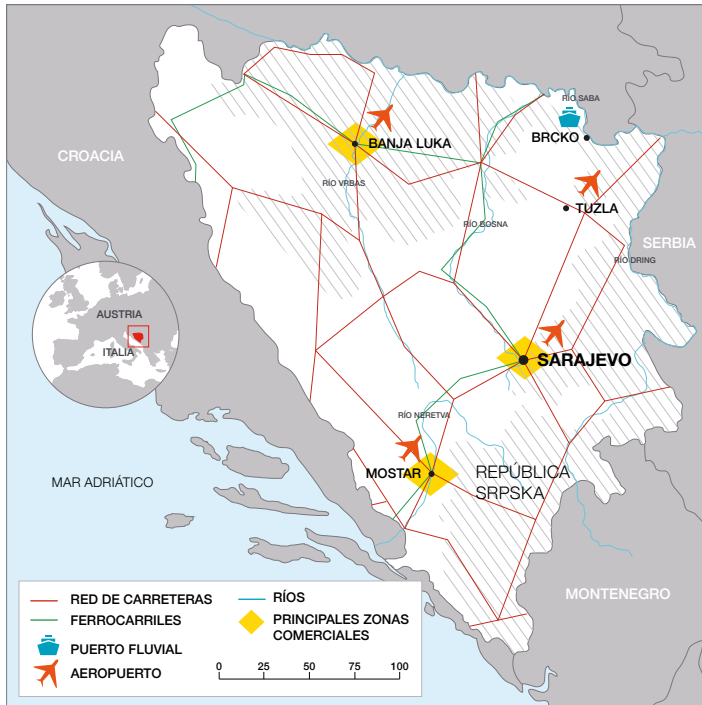 RÍO SABA
BRCKO
BANJA LUKA
CROACIA
RÍO VRBAS
TUZLA
RÍO BOSNA
SERBIA
RÍO DRING
AUSTRIA
ITALIA
SARAJEVO
RÍO NERETVA
MOSTAR
REPÚBLICA
SRPSKA
MAR ADRIÁTICO
MONTENEGRO
RED DE CARRETERAS
FERROCARRILES
PUERTO FLUVIAL
AEROPUERTO
RÍOS
PRINCIPALES ZONAS
COMERCIALES
0 25 50 75 100